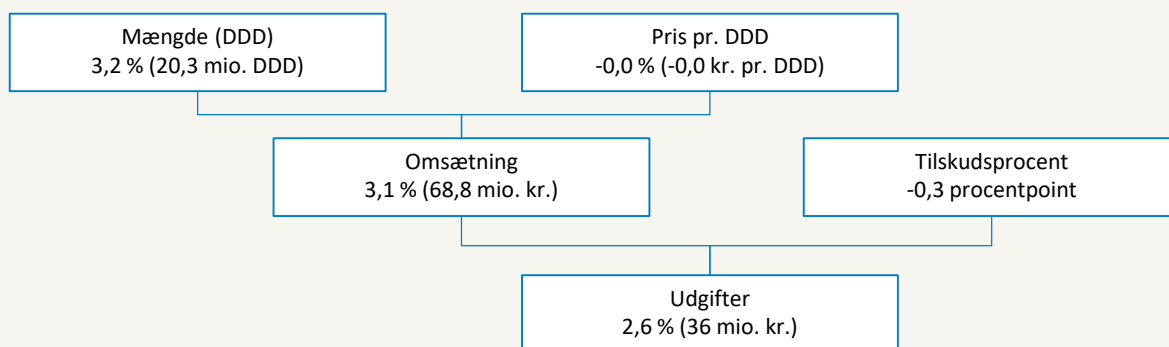 Mængde (DDD)
3,2 % (20,3 mio. DDD)
Pris pr. DDD
-0,0 % (-0,0 kr. pr. DDD)
Omsætning
3,1 % (68,8 mio. kr.)
Tilskudsprocent
-0,3 procentpoint
Udgifter
2,6 % (36 mio. kr.)